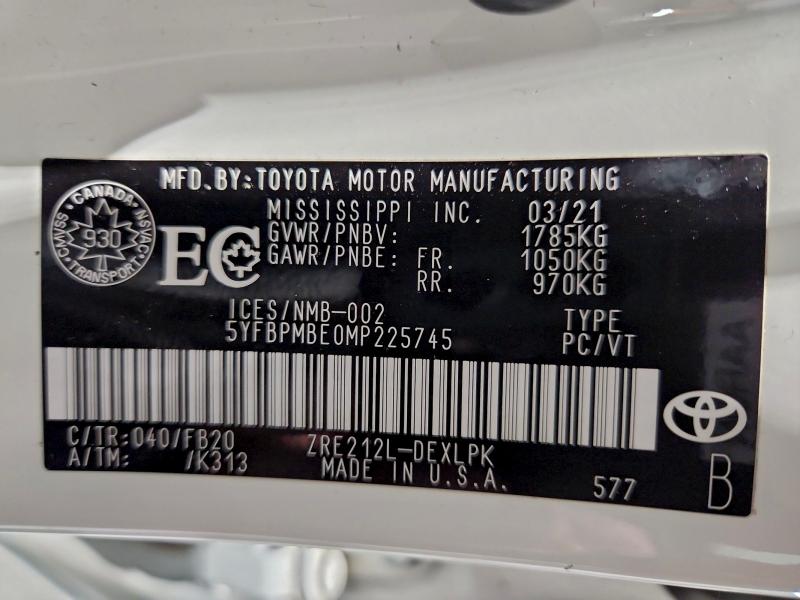 MFD.BY:TOYOTA MOTOR MANUFACTURING
MISSISSIPPI INC. 03/21
GVWR/PNBV: 1785KG
GAWR/PNBE: FR. 1050KG
RR. 970KG
CANADA
CMVSS NSVAC
930
TRANSPORT
EC
ICES/NMB-002
5YFBPMBE0MP225745
TYPE
PC/VT
C/TR:040/FB20 ZRE212L-DEXLPK
A/TM: /K313 MADE IN U.S.A.
577
B